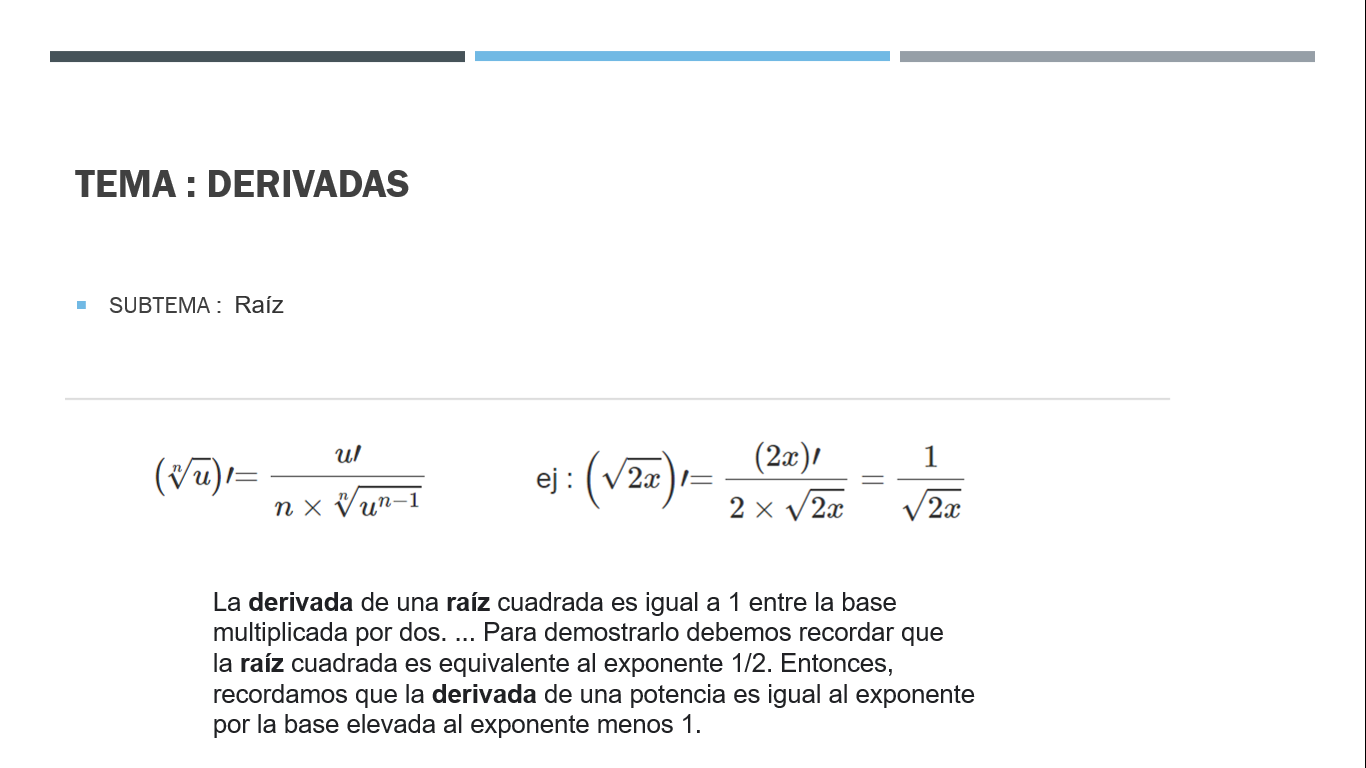 TEMA : DERIVADAS
SUBTEMA : Raíz
(ⁿ√u)′= u′ / n × ⁿ√uⁿ⁻¹ ej : (√2x)′= (2x)′ / 2 × √2x = 1 / √2x
La derivada de una raíz cuadrada es igual a 1 entre la base
multiplicada por dos. ... Para demostrarlo debemos recordar que
la raíz cuadrada es equivalente al exponente 1/2. Entonces,
recordamos que la derivada de una potencia es igual al exponente
por la base elevada al exponente menos 1.